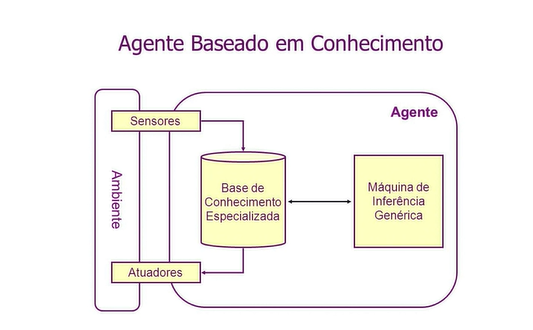 Agente Baseado em Conhecimento
Agente
Sensores
Ambiente
Base de
Conhecimento
Especializada
Máquina de
Inferência
Genérica
Atuadores